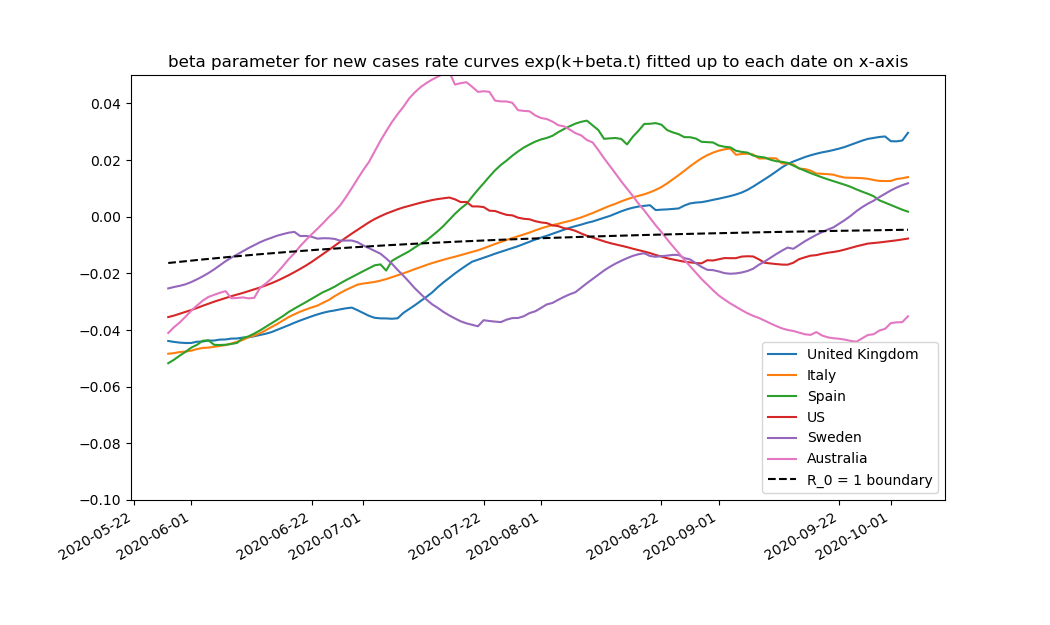 beta parameter for new cases rate curves exp(k+beta.t) fitted up to each date on x-axis
0.04
0.02
0.00
−0.02
−0.04
−0.06
−0.08
−0.10
United Kingdom
Italy
Spain
US
Sweden
Australia
R_0 = 1 boundary
2020-05-22
2020-06-01
2020-06-22
2020-07-01
2020-07-22
2020-08-01
2020-08-22
2020-09-01
2020-09-22
2020-10-01